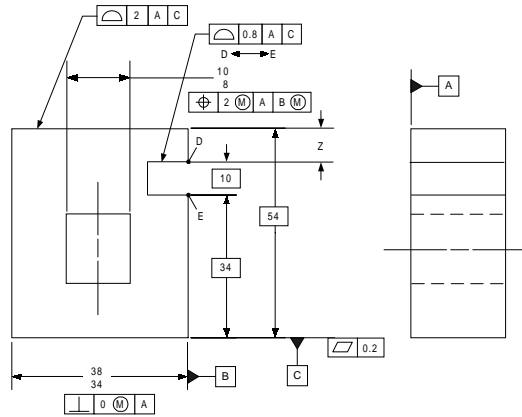 ⌓ 2 A C
⌓ 0.8 A C
D ↔ E
10
8
⌖ 2 Ⓜ A B Ⓜ
A
D
Z
10
E
54
34
38
34
B
C
⏥ 0.2
⟂ 0 Ⓜ A